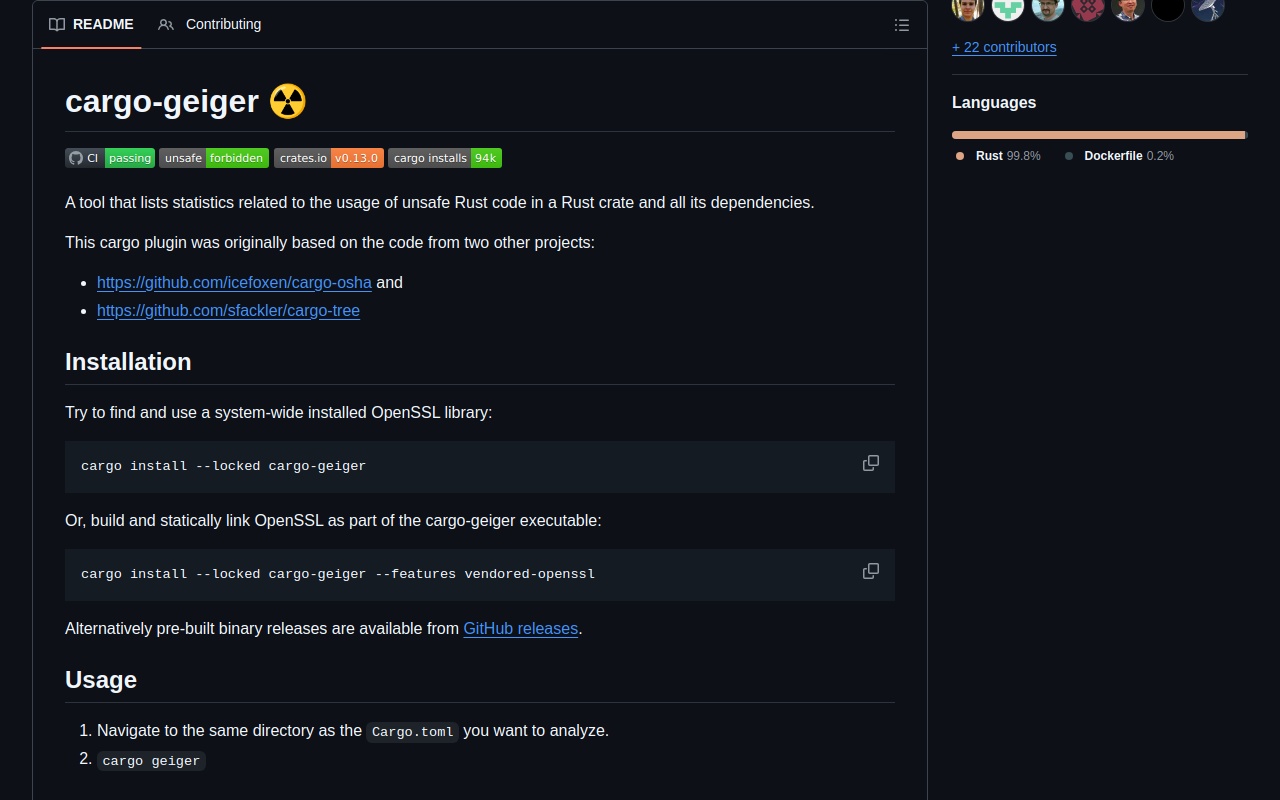 README
Contributing
+ 22 contributors
cargo-geiger ☢️
Languages
CI passing unsafe forbidden crates.io v0.13.0 cargo installs 94k
Rust 99.8% Dockerfile 0.2%
A tool that lists statistics related to the usage of unsafe Rust code in a Rust crate and all its dependencies.
This cargo plugin was originally based on the code from two other projects:
https://github.com/icefoxen/cargo-osha and
https://github.com/sfackler/cargo-tree
Installation
Try to find and use a system-wide installed OpenSSL library:
cargo install --locked cargo-geiger
Or, build and statically link OpenSSL as part of the cargo-geiger executable:
cargo install --locked cargo-geiger --features vendored-openssl
Alternatively pre-built binary releases are available from GitHub releases.
Usage
1. Navigate to the same directory as the Cargo.toml you want to analyze.
2. cargo geiger